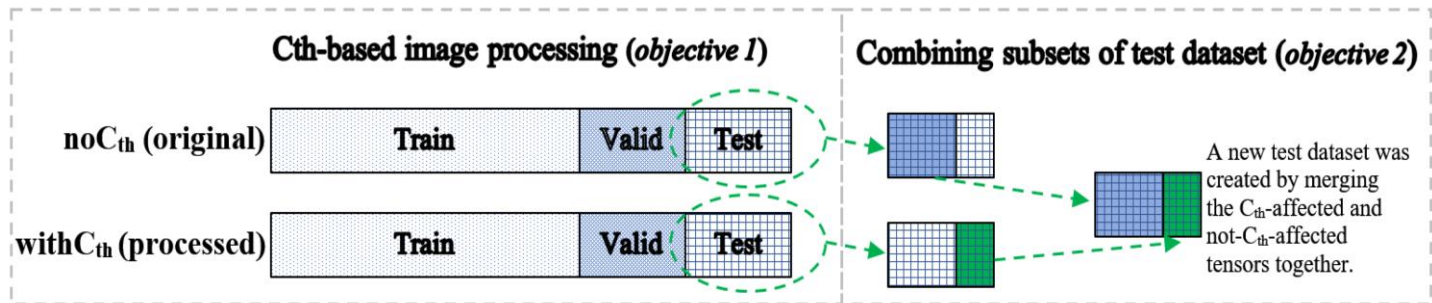 Cth-based image processing (objective 1)
noCth (original)
Train
Valid
Test
withCth (processed)
Train
Valid
Test
Combining subsets of test dataset (objective 2)
A new test dataset was
created by merging
the Cth-affected and
not-Cth-affected
tensors together.